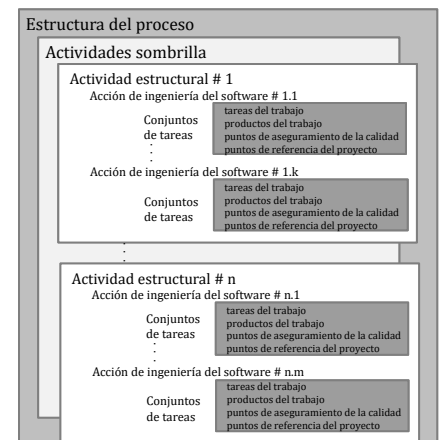 Estructura del proceso
Actividades sombrilla
Actividad estructural # 1
Acción de ingeniería del software # 1.1
Conjuntos
de tareas
tareas del trabajo
productos del trabajo
puntos de aseguramiento de la calidad
puntos de referencia del proyecto
Acción de ingeniería del software # 1.k
Conjuntos
de tareas
tareas del trabajo
productos del trabajo
puntos de aseguramiento de la calidad
puntos de referencia del proyecto
Actividad estructural # n
Acción de ingeniería del software # n.1
Conjuntos
de tareas
tareas del trabajo
productos del trabajo
puntos de aseguramiento de la calidad
puntos de referencia del proyecto
Acción de ingeniería del software # n.m
Conjuntos
de tareas
tareas del trabajo
productos del trabajo
puntos de aseguramiento de la calidad
puntos de referencia del proyecto